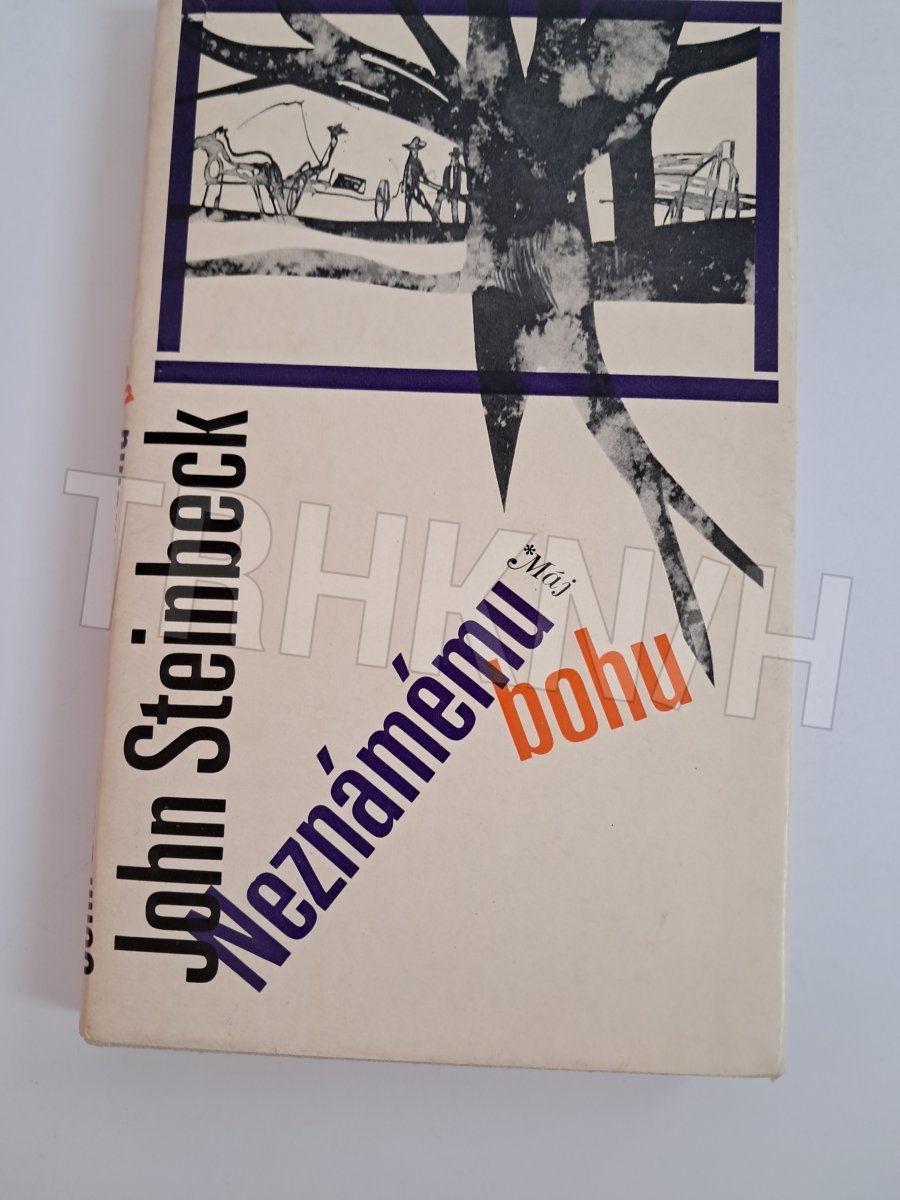 John Steinbeck
Neznámému
bohu
*Máj
TRHKNIH